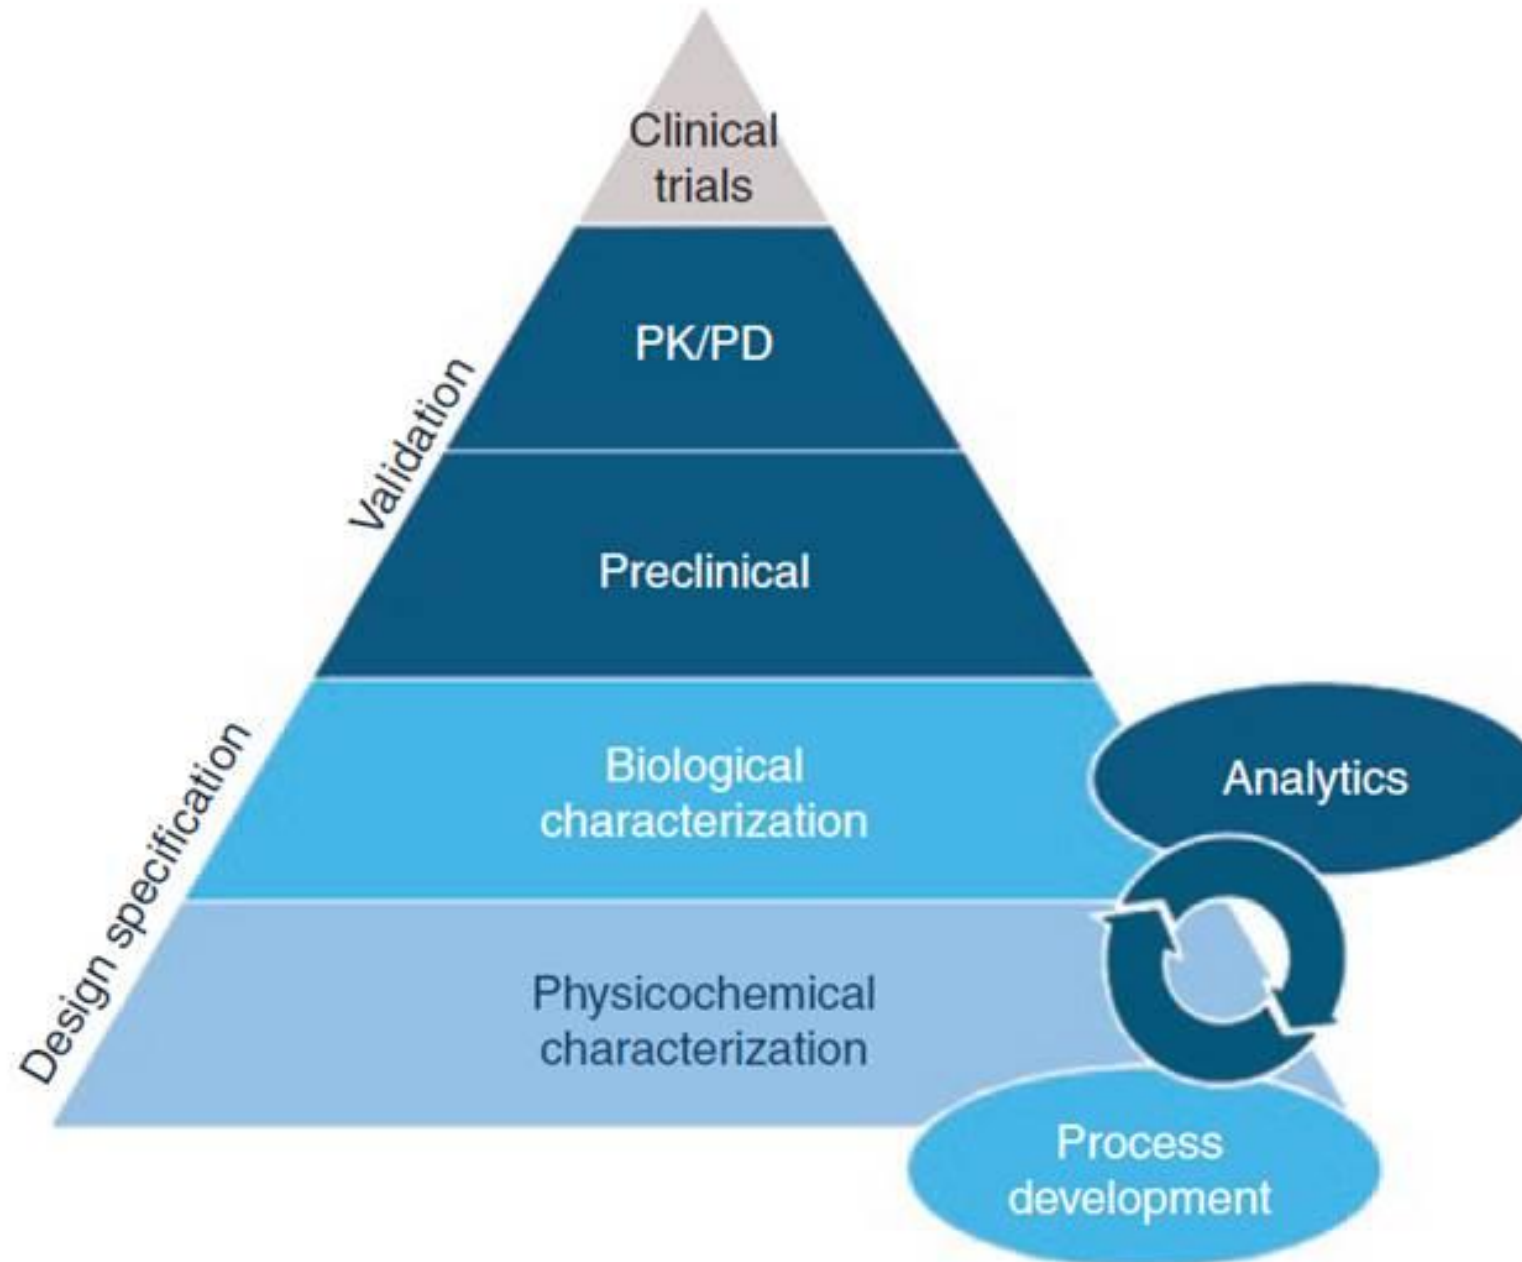 Clinical
trials
PK/PD
Validation
Preclinical
Biological
characterization
Analytics
Design specification
Physicochemical
characterization
Process
development